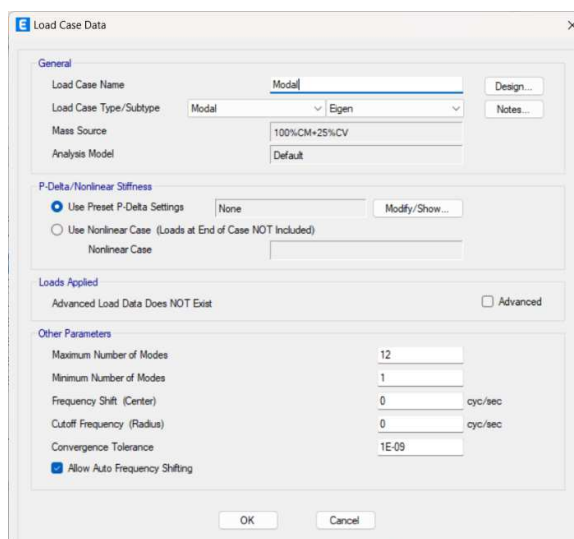 E Load Case Data
General
Load Case Name Modal Design...
Load Case Type/Subtype Modal Eigen Notes...
Mass Source 100%CM+25%CV
Analysis Model Default
P-Delta/Nonlinear Stiffness
Use Preset P-Delta Settings None Modify/Show...
Use Nonlinear Case (Loads at End of Case NOT Included)
Nonlinear Case
Loads Applied
Advanced Load Data Does NOT Exist Advanced
Other Parameters
Maximum Number of Modes 12
Minimum Number of Modes 1
Frequency Shift (Center) 0 cyc/sec
Cutoff Frequency (Radius) 0 cyc/sec
Convergence Tolerance 1E-09
Allow Auto Frequency Shifting
OK Cancel